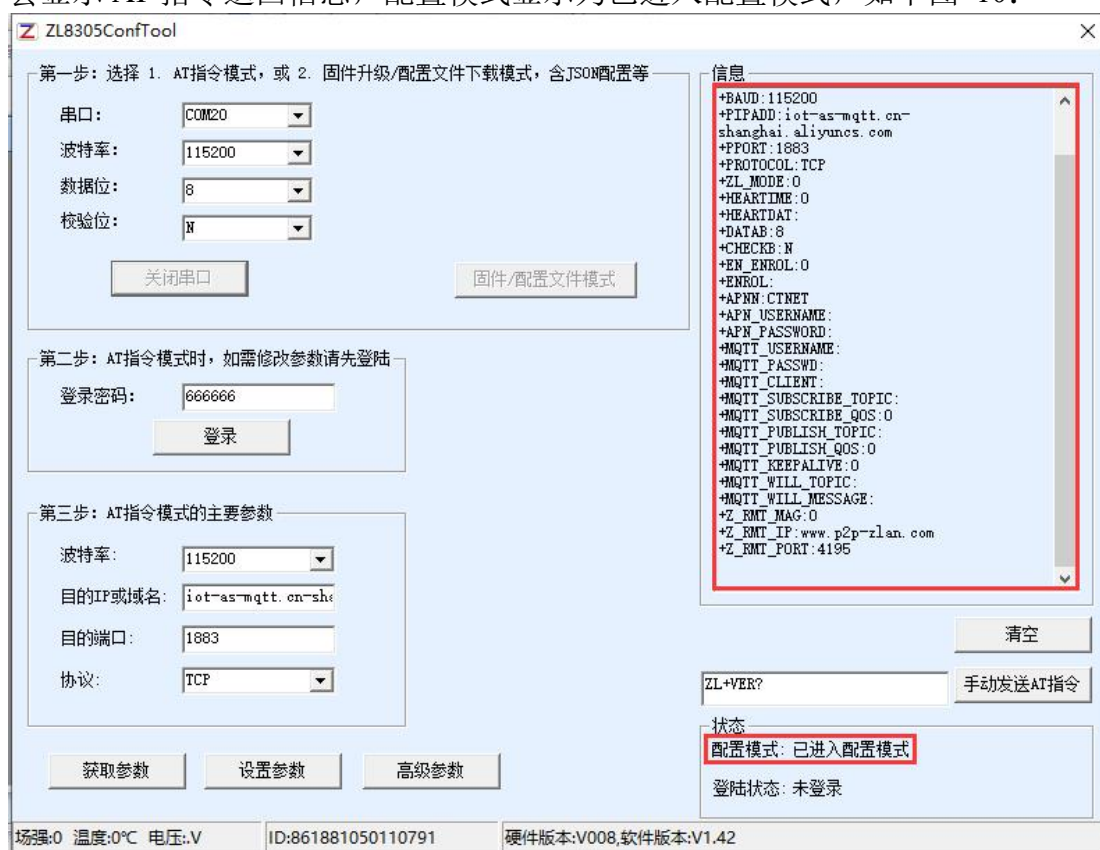 会显示 AT 指令返回信息，配置模式显示为已进入配置模式，如下图 10：
ZL8305ConfTool
第一步：选择 1. AT指令模式，或 2. 固件升级/配置文件下载模式，含JSON配置等
串口：
COM20
波特率：
115200
数据位：
8
校验位：
N
关闭串口
固件/配置文件模式
第二步：AT指令模式时，如需修改参数请先登陆
登录密码：
666666
登录
第三步：AT指令模式的主要参数
波特率:
115200
目的IP或域名:
iot-as-mqtt.cn-sha
目的端口:
1883
协议:
TCP
获取参数
设置参数
高级参数
信息
+BAUD:115200
+PIPADD:iot-as-mqtt.cn-
shanghai.aliyuncs.com
+PPORT:1883
+PROTOCOL:TCP
+ZL_MODE:0
+HEARTIME:0
+HEARTDAT:
+DATAB:8
+CHECKB:N
+EN_ENROL:0
+ENROL:
+APNN:CTNET
+APN_USERNAME:
+APN_PASSWORD:
+MQTT_USERNAME:
+MQTT_PASSWD:
+MQTT_CLIENT:
+MQTT_SUBSCRIBE_TOPIC:
+MQTT_SUBSCRIBE_QOS:0
+MQTT_PUBLISH_TOPIC:
+MQTT_PUBLISH_QOS:0
+MQTT_KEEPALIVE:0
+MQTT_WILL_TOPIC:
+MQTT_WILL_MESSAGE:
+Z_RMT_MAG:0
+Z_RMT_IP:www.p2p-zlan.com
+Z_RMT_PORT:4195
清空
ZL+VER?
手动发送AT指令
状态
配置模式: 已进入配置模式
登陆状态: 未登录
场强:0 温度:0℃ 电压:.V
ID:861881050110791
硬件版本:V008,软件版本:V1.42